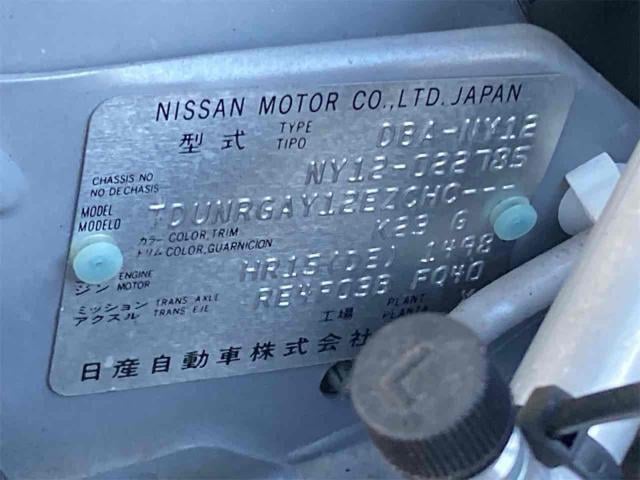 NISSAN MOTOR CO., LTD. JAPAN
型式 TYPE TIPO DBA-NY12
CHASSIS NO NO DE CHASIS NY12-022785
MODEL MODELO TDUNRGAY12EZCHC---
カラー COLOR, TRIM トリム COLOR, GUARNICION K23 G
エンジン ENGINE MOTOR HR15(DE) 1498
ミッション アクスル TRANS AXLE TRANS EJE RE4F03B FQ40
工場 PLANT PLANTA
日産自動車株式会社
L